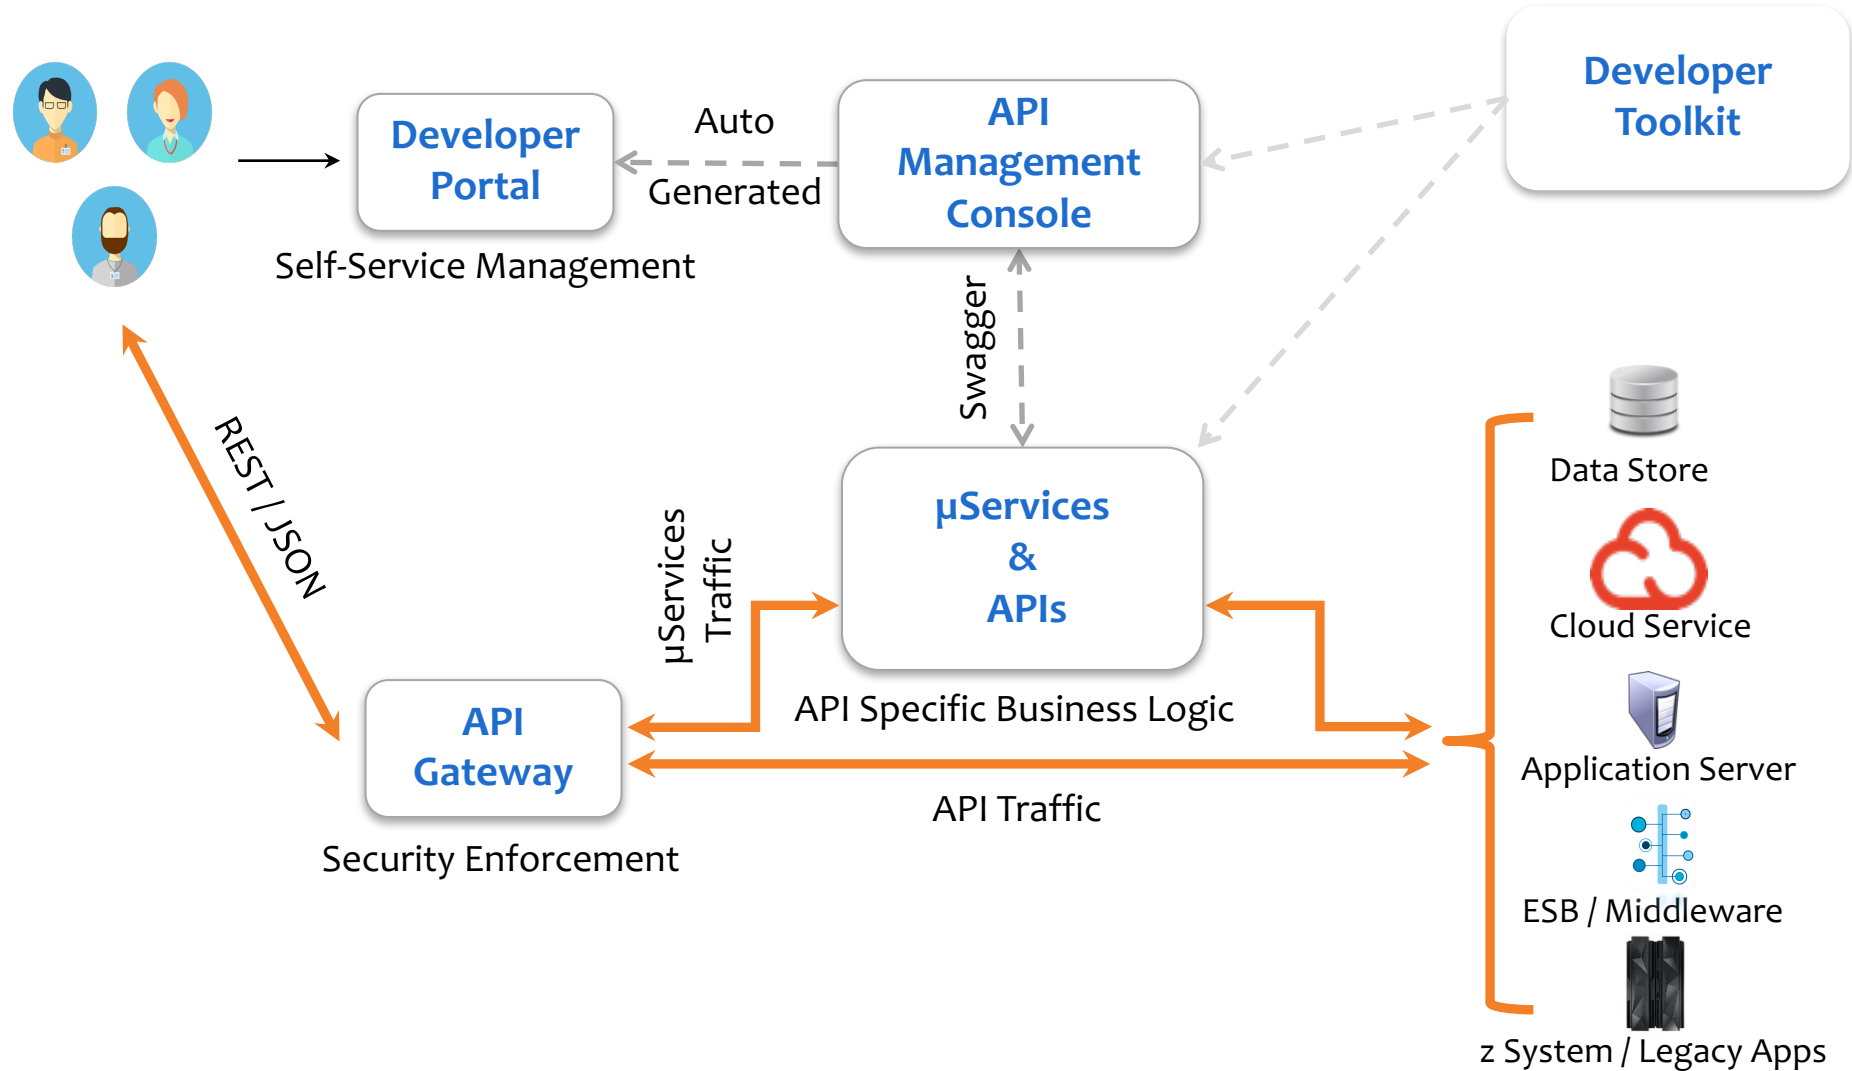 Developer
Portal
Self-Service Management
Auto
Generated
API
Management
Console
Developer
Toolkit
Swagger
REST / JSON
µServices
Traffic
µServices
&
APIs
API Specific Business Logic
API
Gateway
Security Enforcement
API Traffic
Data Store
Cloud Service
Application Server
ESB / Middleware
z System / Legacy Apps